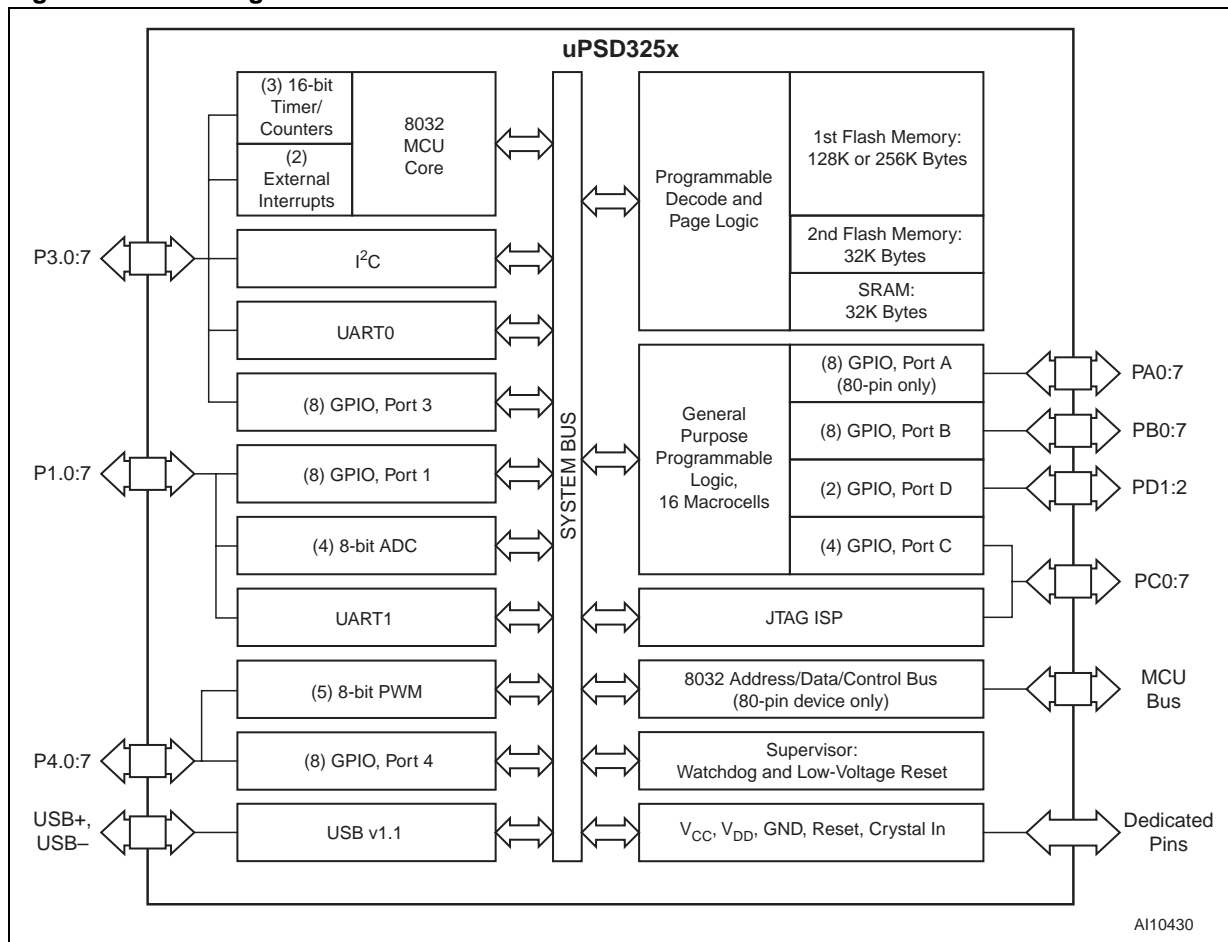 uPSD325x
(3) 16-bit
Timer/
Counters
8032
MCU
Core
(2)
External
Interrupts
P3.0:7
I2C
UART0
(8) GPIO, Port 3
P1.0:7
(8) GPIO, Port 1
(4) 8-bit ADC
UART1
(5) 8-bit PWM
P4.0:7
(8) GPIO, Port 4
USB+,
USB–
USB v1.1
SYSTEM BUS
Programmable
Decode and
Page Logic
1st Flash Memory:
128K or 256K Bytes
2nd Flash Memory:
32K Bytes
SRAM:
32K Bytes
General
Purpose
Programmable
Logic,
16 Macrocells
(8) GPIO, Port A
(80-pin only)
PA0:7
(8) GPIO, Port B
PB0:7
(2) GPIO, Port D
PD1:2
(4) GPIO, Port C
PC0:7
JTAG ISP
8032 Address/Data/Control Bus
(80-pin device only)
MCU
Bus
Supervisor:
Watchdog and Low-Voltage Reset
VCC, VDD, GND, Reset, Crystal In
Dedicated
Pins
AI10430